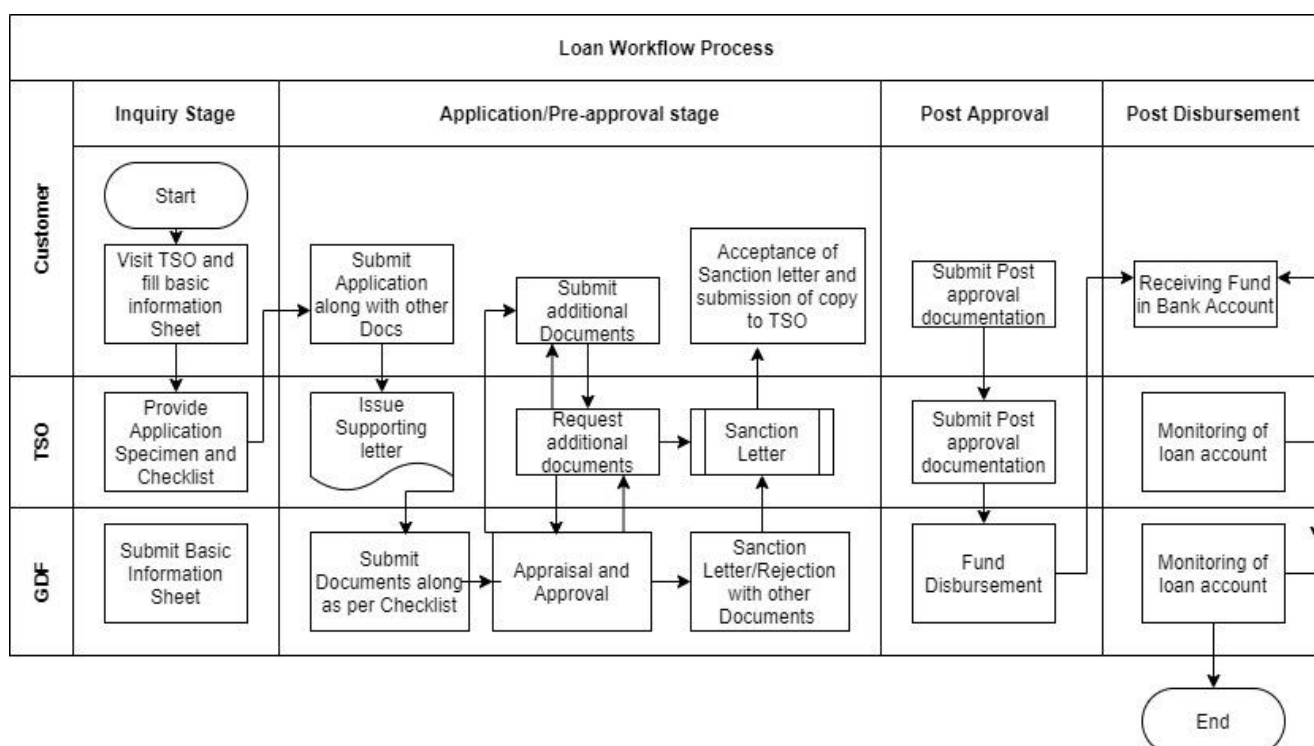 Loan Workflow Process
Inquiry Stage
Application/Pre-approval stage
Post Approval
Post Disbursement
Customer
Start
Visit TSO and
fill basic
information
Sheet
Submit
Application
along with other
Docs
Submit
additional
Documents
Acceptance of
Sanction letter and
submission of copy
to TSO
Submit Post
approval
documentation
Receiving Fund
in Bank Account
TSO
Provide
Application
Specimen and
Checklist
Issue
Supporting
letter
Request
additional
documents
Sanction
Letter
Submit Post
approval
documentation
Monitoring of
loan account
GDF
Submit Basic
Information
Sheet
Submit
Documents along
as per Checklist
Appraisal and
Approval
Sanction
Letter/Rejection
with other
Documents
Fund
Disbursement
Monitoring of
loan account
End